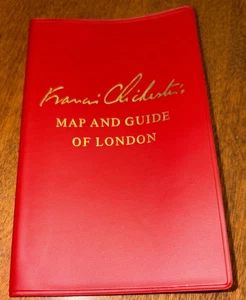 Francis Chichester's
MAP AND GUIDE
OF LONDON